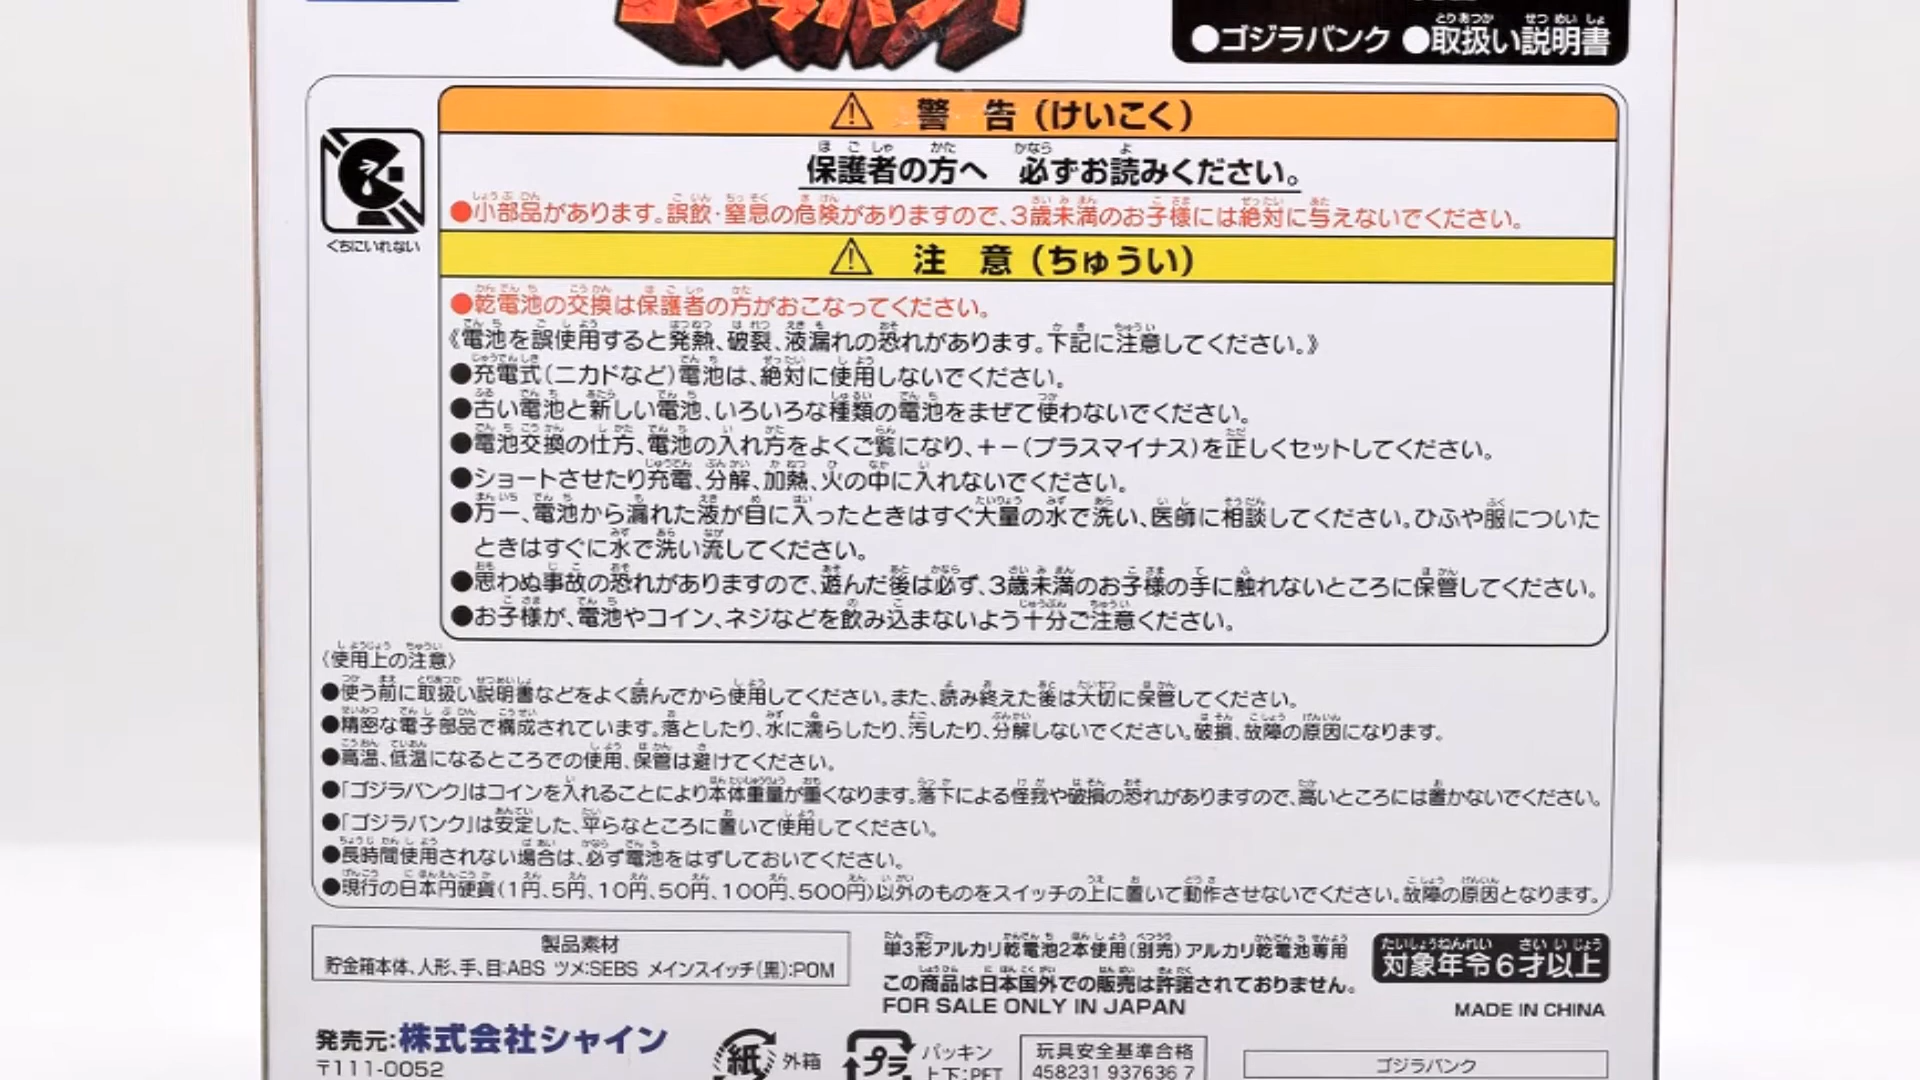 ●ゴジラバンク ●取扱い説明書
警 告（けいこく）
保護者の方へ 必ずお読みください。
●小部品があります。誤飲・窒息の危険がありますので、3歳未満のお子様には絶対に与えないでください。
くちにいれない
注 意（ちゅうい）
●乾電池の交換は保護者の方がおこなってください。
《電池を誤使用すると発熱、破裂、液漏れの恐れがあります。下記に注意してください。》
●充電式（ニカドなど）電池は、絶対に使用しないでください。
●古い電池と新しい電池、いろいろな種類の電池をまぜて使わないでください。
●電池交換の仕方、電池の入れ方をよくご覧になり、＋−（プラスマイナス）を正しくセットしてください。
●ショートさせたり充電、分解、加熱、火の中に入れないでください。
●万一、電池から漏れた液が目に入ったときはすぐ大量の水で洗い、医師に相談してください。ひふや服についた
ときはすぐに水で洗い流してください。
●思わぬ事故の恐れがありますので、遊んだ後は必ず、3歳未満のお子様の手に触れないところに保管してください。
●お子様が、電池やコイン、ネジなどを飲み込まないよう十分ご注意ください。
〈使用上の注意〉
●使う前に取扱い説明書などをよく読んでから使用してください。また、読み終えた後は大切に保管してください。
●精密な電子部品で構成されています。落としたり、水に濡らしたり、汚したり、分解しないでください。破損、故障の原因になります。
●高温、低温になるところでの使用、保管は避けてください。
●「ゴジラバンク」はコインを入れることにより本体重量が重くなります。落下による怪我や破損の恐れがありますので、高いところには置かないでください。
●「ゴジラバンク」は安定した、平らなところに置いて使用してください。
●長時間使用されない場合は、必ず電池をはずしておいてください。
●現行の日本円硬貨（1円、5円、10円、50円、100円、500円）以外のものをスイッチの上に置いて動作させないでください。故障の原因となります。
製品素材
貯金箱本体、人形、手、目:ABS ツメ:SEBS メインスイッチ（黒）:POM
単3形アルカリ乾電池2本使用（別売）アルカリ乾電池専用
この商品は日本国外での販売は許諾されておりません。
FOR SALE ONLY IN JAPAN
対象年令6才以上
MADE IN CHINA
発売元:株式会社シャイン
〒111-0052
紙 外箱
プラ パッキン
上下:PET
玩具安全基準合格
458231 937636 7
ゴジラバンク